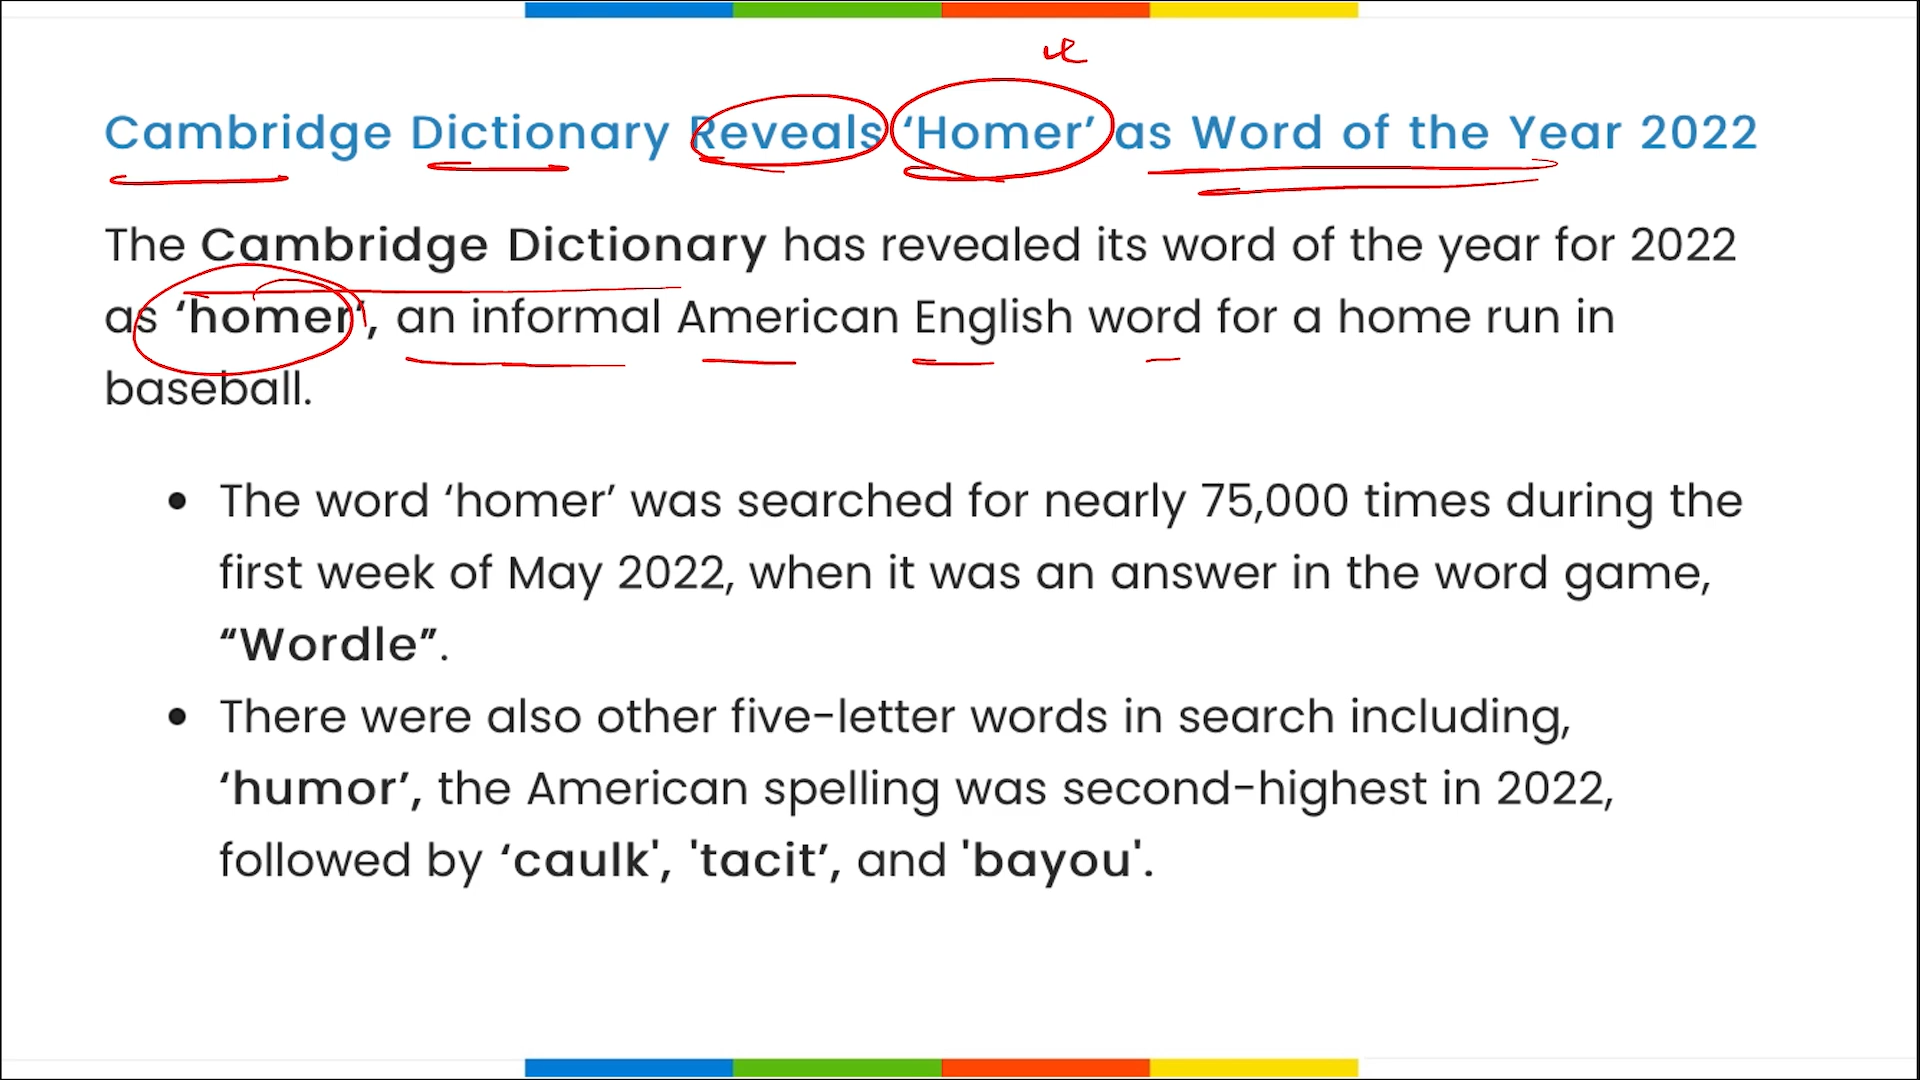 Cambridge Dictionary Reveals ‘Homer’ as Word of the Year 2022
The Cambridge Dictionary has revealed its word of the year for 2022
as ‘homer‘, an informal American English word for a home run in
baseball.
• The word ‘homer’ was searched for nearly 75,000 times during the
first week of May 2022, when it was an answer in the word game,
“Wordle”.
• There were also other five-letter words in search including,
‘humor’, the American spelling was second-highest in 2022,
followed by ‘caulk', 'tacit’, and 'bayou'.